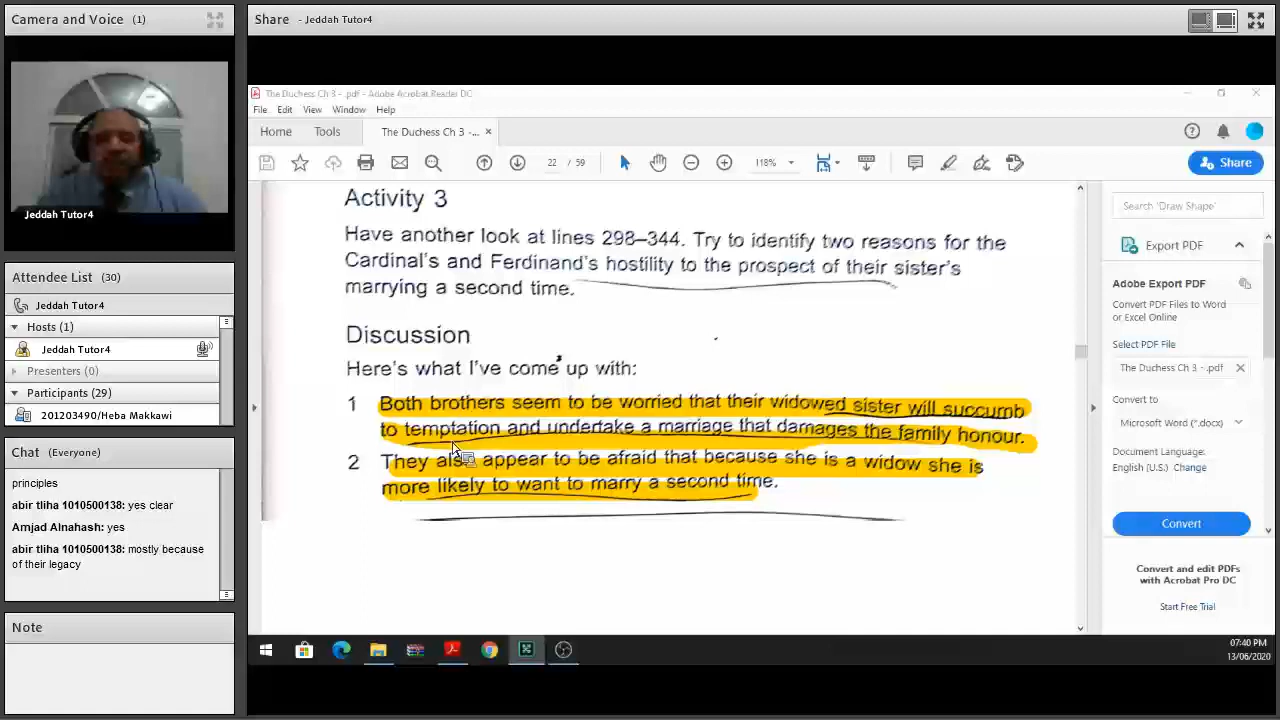 Camera and Voice (1)
Jeddah Tutor4
Attendee List (30)
Jeddah Tutor4
Hosts (1)
Jeddah Tutor4
Presenters (0)
Participants (29)
201203490/Heba Makkawi
Chat (Everyone)
principles
abir tliha 1010500138: yes clear
Amjad Alnahash: yes
abir tliha 1010500138: mostly because
of their legacy
Note
Share - Jeddah Tutor4
The Duchess Ch 3 - .pdf - Adobe Acrobat Reader DC
File Edit View Window Help
Home Tools The Duchess Ch 3 -... ×
22 / 59 118% Share
Activity 3
Have another look at lines 298–344. Try to identify two reasons for the
Cardinal's and Ferdinand's hostility to the prospect of their sister's
marrying a second time.
Discussion
Here's what I've come up with:
1 Both brothers seem to be worried that their widowed sister will succumb
to temptation and undertake a marriage that damages the family honour.
2 They also appear to be afraid that because she is a widow she is
more likely to want to marry a second time.
Search 'Draw Shape'
Export PDF
Adobe Export PDF
Convert PDF Files to Word
or Excel Online
Select PDF File
The Duchess Ch 3 - .pdf ×
Convert to
Microsoft Word (*.docx)
Document Language:
English (U.S.) Change
Convert
Convert and edit PDFs
with Acrobat Pro DC
Start Free Trial
07:40 PM
13/06/2020